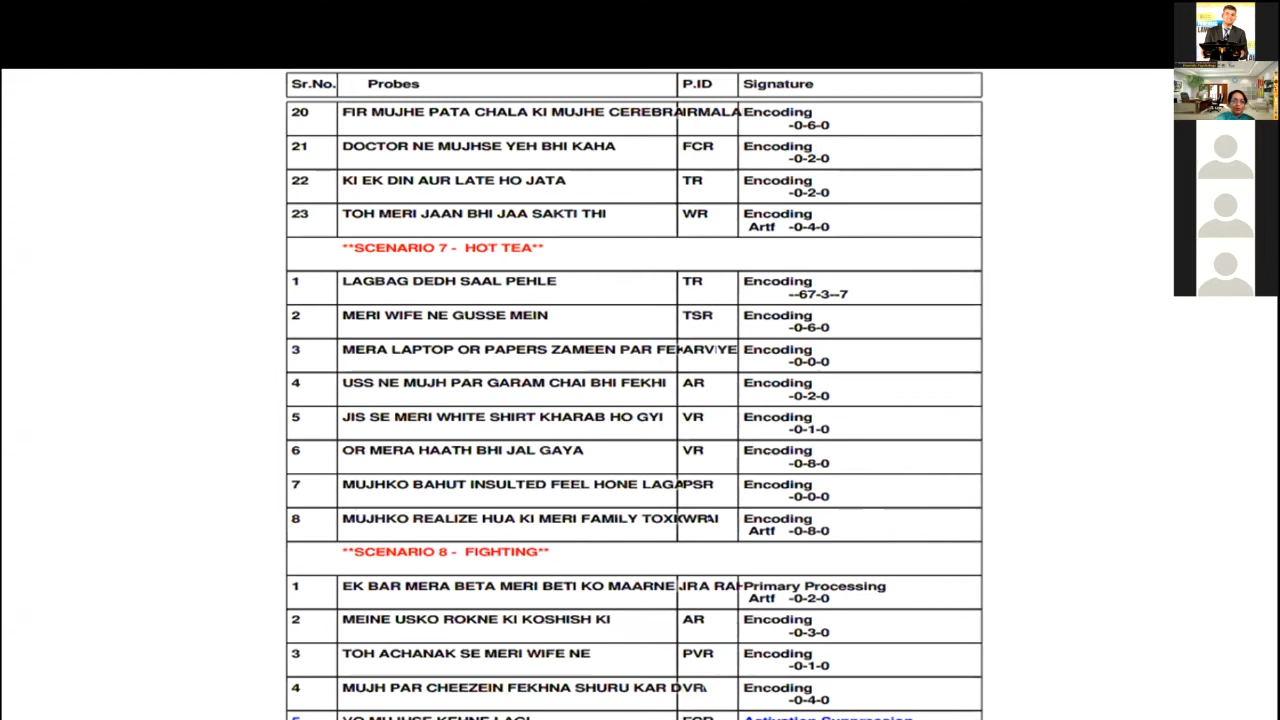 Sr.No. Probes P.ID Signature
20 FIR MUJHE PATA CHALA KI MUJHE CEREBRA IRMALA Encoding
-0-6-0
21 DOCTOR NE MUJHSE YEH BHI KAHA FCR Encoding
-0-2-0
22 KI EK DIN AUR LATE HO JATA TR Encoding
-0-2-0
23 TOH MERI JAAN BHI JAA SAKTI THI WR Encoding
Artf -0-4-0
**SCENARIO 7 - HOT TEA**
1 LAGBAG DEDH SAAL PEHLE TR Encoding
--67-3--7
2 MERI WIFE NE GUSSE MEIN TSR Encoding
-0-6-0
3 MERA LAPTOP OR PAPERS ZAMEEN PAR Encoding
-0-0-0
4 USS NE MUJH PAR GARAM CHAI BHI FEKHI AR Encoding
-0-2-0
5 JIS SE MERI WHITE SHIRT KHARAB HO GYI VR Encoding
-0-1-0
6 OR MERA HAATH BHI JAL GAYA VR Encoding
-0-8-0
7 MUJHKO BAHUT INSULTED FEEL HONE LAGA PSR Encoding
-0-0-0
8 MUJHKO REALIZE HUA KI MERI FAMILY Encoding
Artf -0-8-0
**SCENARIO 8 - FIGHTING**
1 EK BAR MERA BETA MERI BETI KO MAARNE Primary Processing
Artf -0-2-0
2 MEINE USKO ROKNE KI KOSHISH KI AR Encoding
-0-3-0
3 TOH ACHANAK SE MERI WIFE NE PVR Encoding
-0-1-0
4 MUJH PAR CHEEZEIN FEKHNA SHURU KAR VR Encoding
-0-4-0